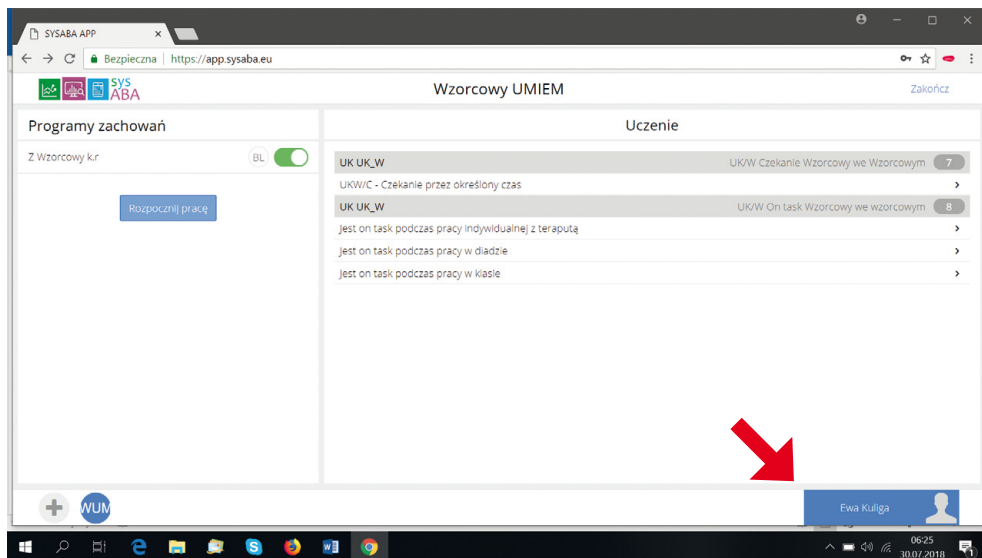 SYSABA APP
Bezpieczna | https://app.sysaba.eu
sys
ABA
Wzorcowy UMIEM
Zakończ
Programy zachowań
Uczenie
Z Wzorcowy k.r
BL
Rozpocznij pracę
UK UK_W
UK/W Czekanie Wzorcowy we Wzorcowym
7
UKW/C - Czekanie przez określony czas
UK UK_W
UK/W On task Wzorcowy we wzorcowym
8
Jest on task podczas pracy indywidualnej z teraputą
Jest on task podczas pracy w diadzie
Jest on task podczas pracy w klasie
WUM
Ewa Kuliga
06:25
30.07.2018